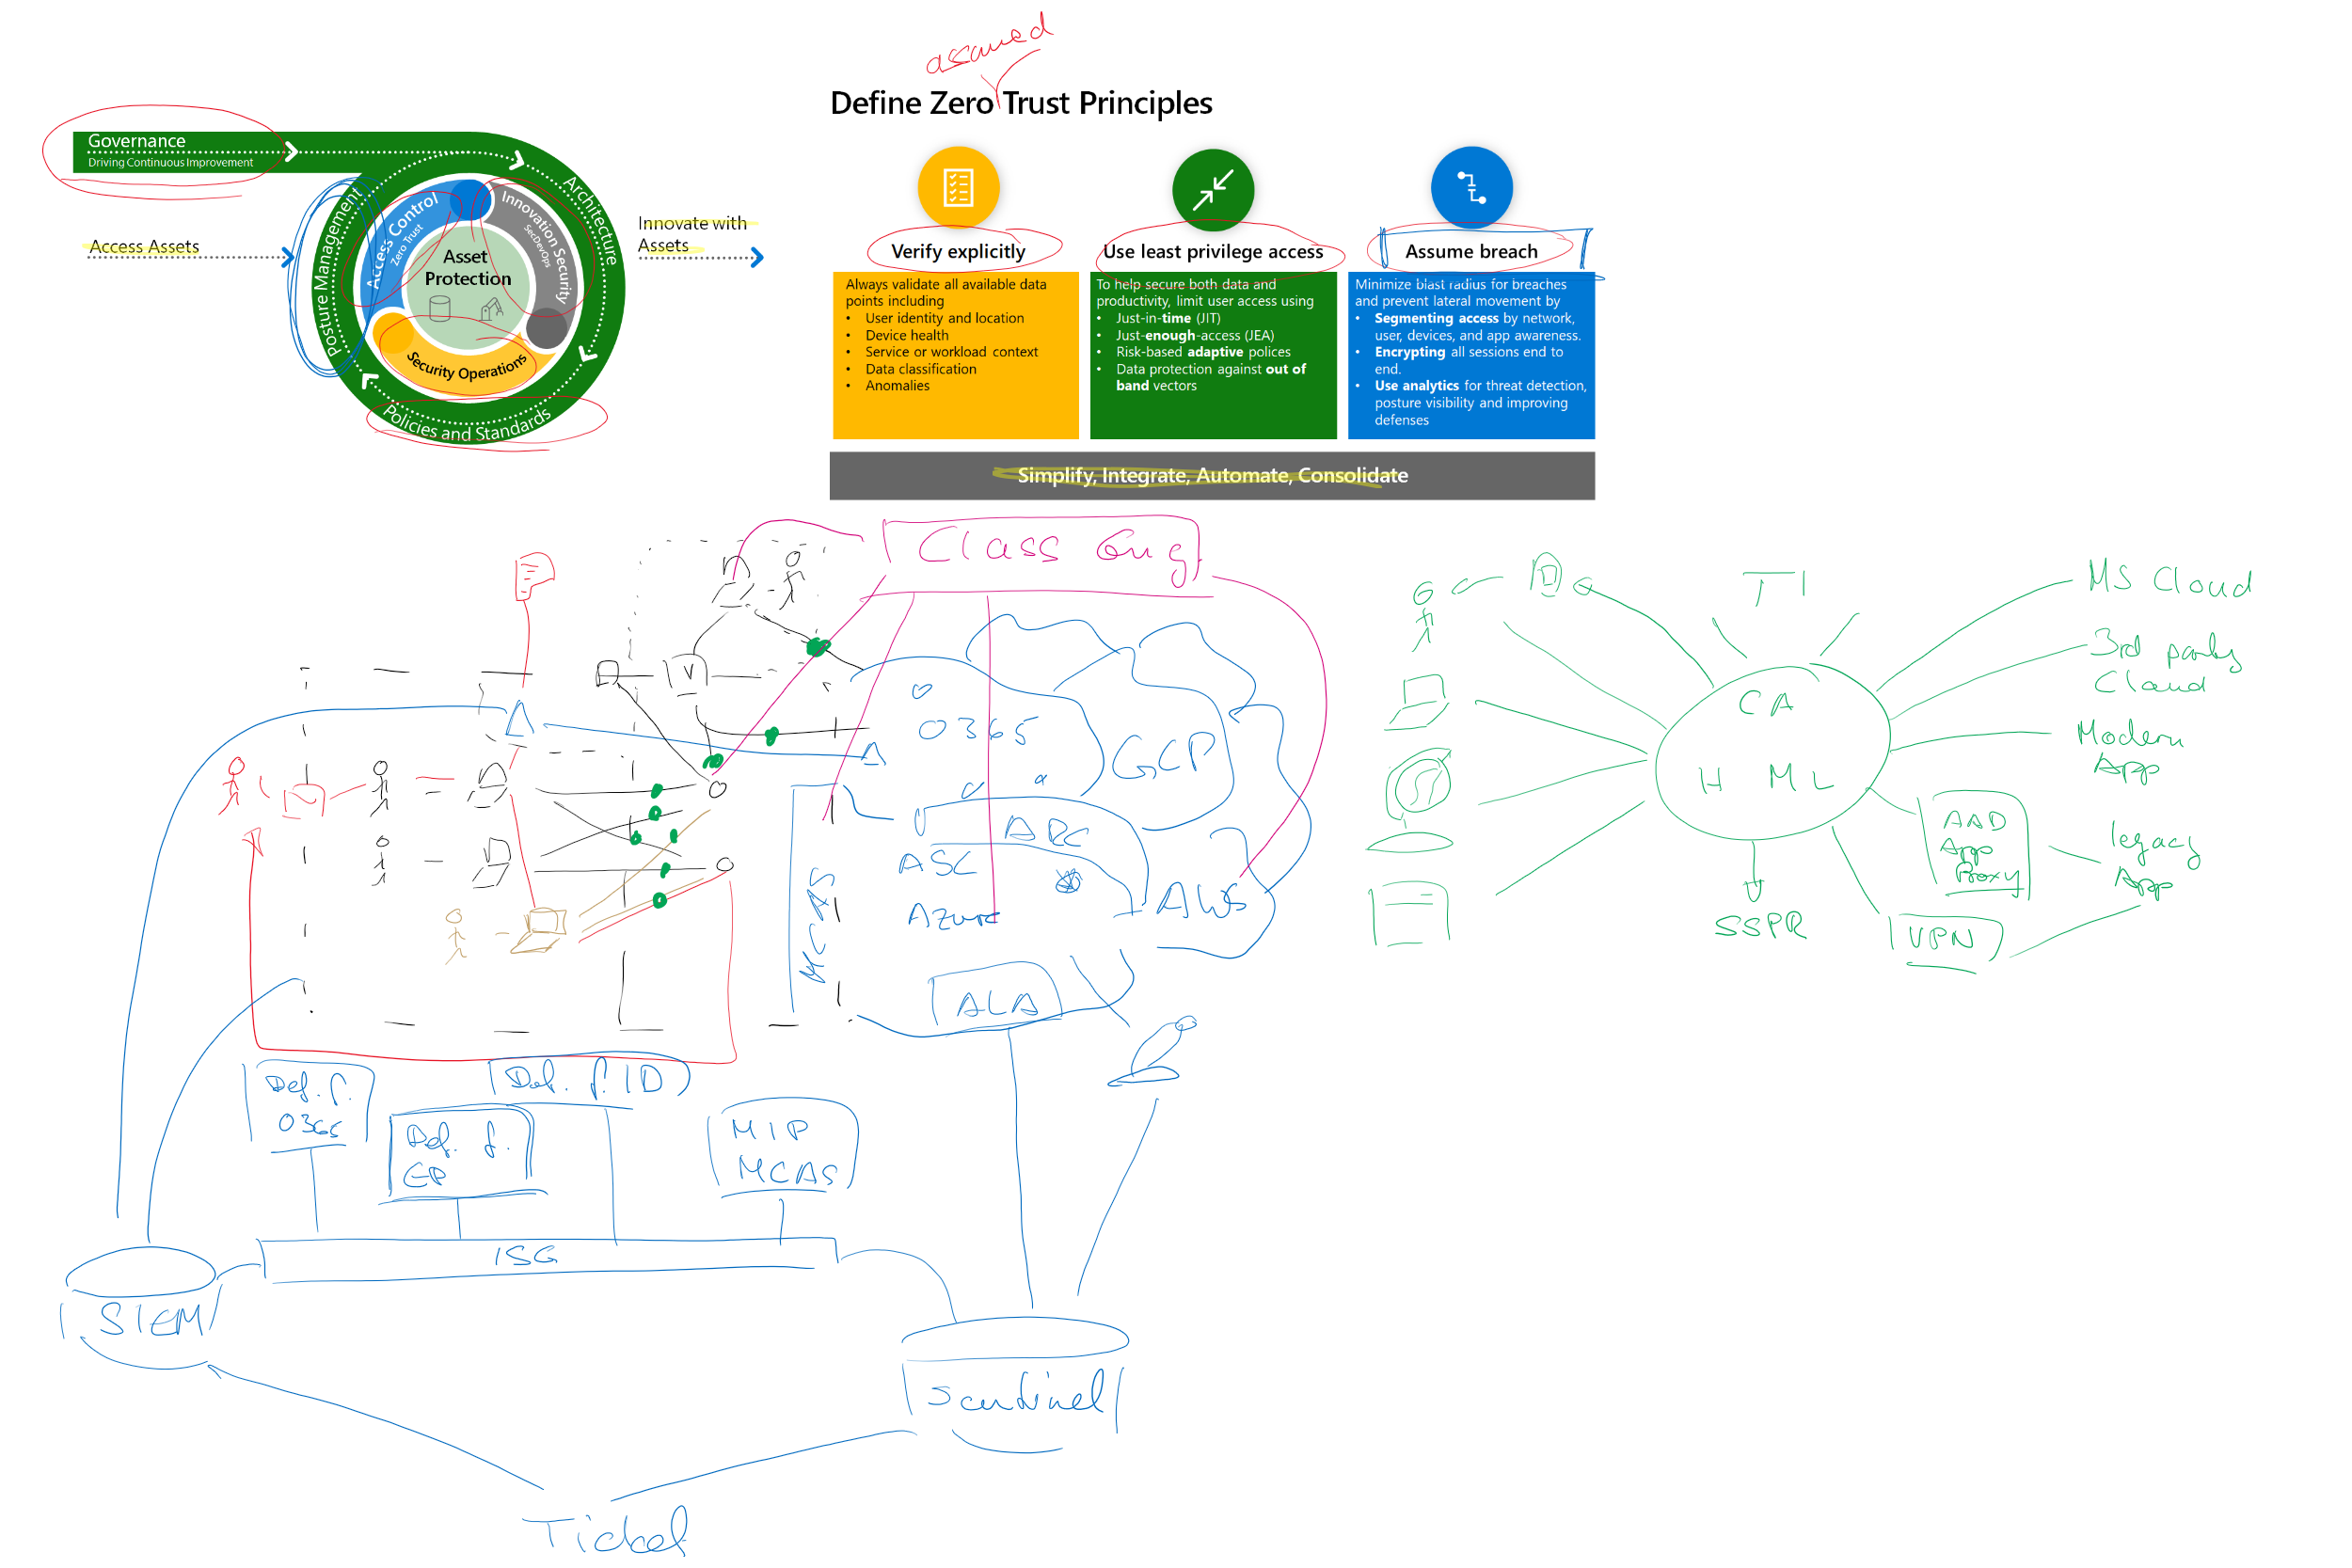 assumed
Define Zero Trust Principles
Governance
Driving Continuous Improvement
Architecture
Posture Management
Access Control
Zero Trust
Innovation Security
SecDevOps
Asset
Protection
Security Operations
Policies and Standards
Access Assets
Innovate with
Assets
Verify explicitly
Always validate all available data
points including
• User identity and location
• Device health
• Service or workload context
• Data classification
• Anomalies
Use least privilege access
To help secure both data and
productivity, limit user access using
• Just-in-time (JIT)
• Just-enough-access (JEA)
• Risk-based adaptive polices
• Data protection against out of
band vectors
Assume breach
Minimize blast radius for breaches
and prevent lateral movement by
• Segmenting access by network,
user, devices, and app awareness.
• Encrypting all sessions end to
end.
• Use analytics for threat detection,
posture visibility and improving
defenses
Simplify, Integrate, Automate, Consolidate
Class
V
O365
GCP
ARC
ASC
Azure
AWS
MCAS
ALA
Def. f.
O365
Def. f. ID
Def. f.
EP
MIP
MCAS
ISG
SIEM
Sentinel
Ticket
ID
TI
CA
ML
MS Cloud
3rd party
Cloud
Modern
App
AAD
App
Proxy
legacy
App
VPN
SSPR